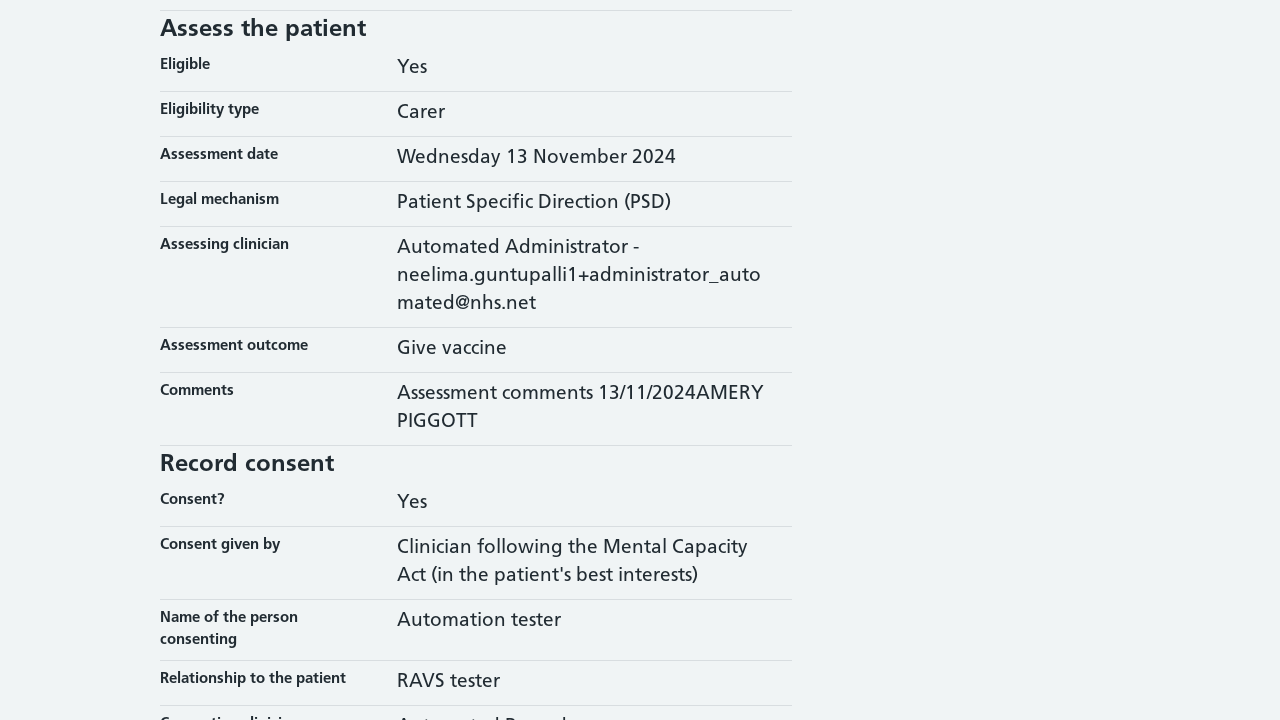 Assess the patient
Eligible
Yes
Eligibility type
Carer
Assessment date
Wednesday 13 November 2024
Legal mechanism
Patient Specific Direction (PSD)
Assessing clinician
Automated Administrator -
neelima.guntupalli1+administrator_auto
mated@nhs.net
Assessment outcome
Give vaccine
Comments
Assessment comments 13/11/2024AMERY
PIGGOTT
Record consent
Consent?
Yes
Consent given by
Clinician following the Mental Capacity
Act (in the patient's best interests)
Name of the person
consenting
Automation tester
Relationship to the patient
RAVS tester